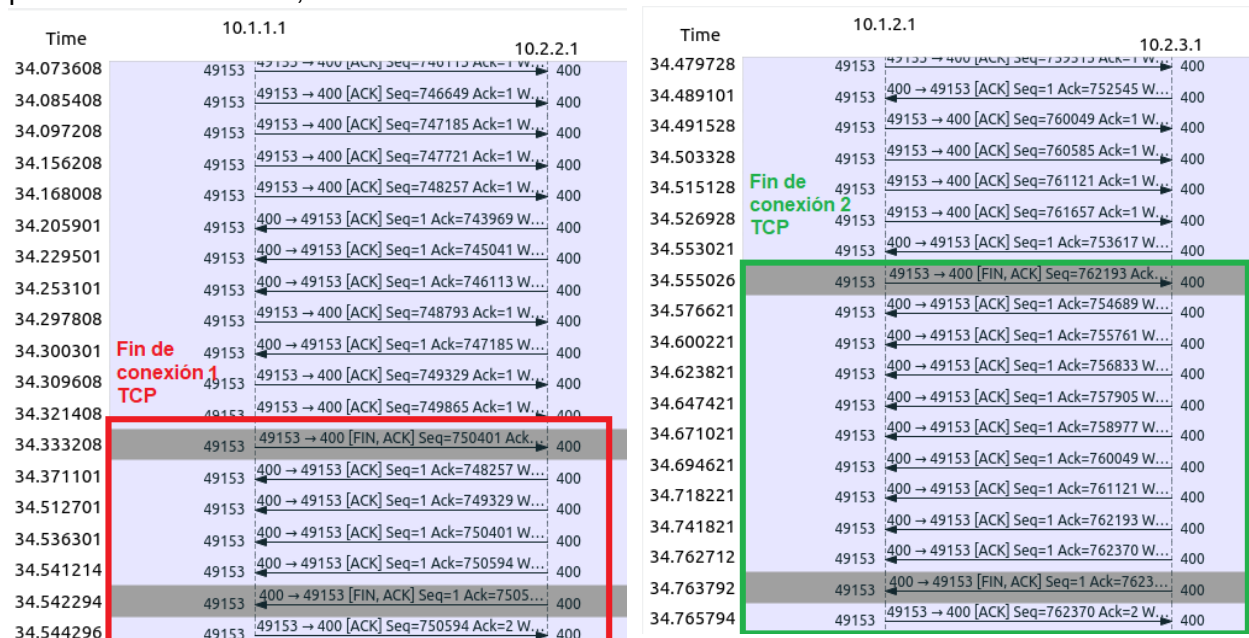 10.1.1.1
Time
10.2.2.1
34.073608 49153 49153 → 400 [ACK] Seq=746113 Ack=1 W... 400
34.085408 49153 49153 → 400 [ACK] Seq=746649 Ack=1 W... 400
34.097208 49153 49153 → 400 [ACK] Seq=747185 Ack=1 W... 400
34.156208 49153 49153 → 400 [ACK] Seq=747721 Ack=1 W... 400
34.168008 49153 49153 → 400 [ACK] Seq=748257 Ack=1 W... 400
34.205901 49153 400 → 49153 [ACK] Seq=1 Ack=743969 W... 400
34.229501 49153 400 → 49153 [ACK] Seq=1 Ack=745041 W... 400
34.253101 49153 400 → 49153 [ACK] Seq=1 Ack=746113 W... 400
34.297808 49153 49153 → 400 [ACK] Seq=748793 Ack=1 W... 400
34.300301 49153 400 → 49153 [ACK] Seq=1 Ack=747185 W... 400
34.309608 49153 49153 → 400 [ACK] Seq=749329 Ack=1 W... 400
34.321408 49153 49153 → 400 [ACK] Seq=749865 Ack=1 W... 400
34.333208 49153 49153 → 400 [FIN, ACK] Seq=750401 Ack... 400
34.371101 49153 400 → 49153 [ACK] Seq=1 Ack=748257 W... 400
34.512701 49153 400 → 49153 [ACK] Seq=1 Ack=749329 W... 400
34.536301 49153 400 → 49153 [ACK] Seq=1 Ack=750401 W... 400
34.541214 49153 400 → 49153 [ACK] Seq=1 Ack=750594 W... 400
34.542294 49153 400 → 49153 [FIN, ACK] Seq=1 Ack=7505... 400
34.544296 49153 49153 → 400 [ACK] Seq=750594 Ack=2 W... 400
Fin de
conexión 1
TCP
10.1.2.1
Time
10.2.3.1
34.479728 49153 49153 → 400 [ACK] Seq=759513 Ack=1 W... 400
34.489101 49153 400 → 49153 [ACK] Seq=1 Ack=752545 W... 400
34.491528 49153 49153 → 400 [ACK] Seq=760049 Ack=1 W... 400
34.503328 49153 49153 → 400 [ACK] Seq=760585 Ack=1 W... 400
34.515128 49153 49153 → 400 [ACK] Seq=761121 Ack=1 W... 400
34.526928 49153 49153 → 400 [ACK] Seq=761657 Ack=1 W... 400
34.553021 49153 400 → 49153 [ACK] Seq=1 Ack=753617 W... 400
34.555026 49153 49153 → 400 [FIN, ACK] Seq=762193 Ack... 400
34.576621 49153 400 → 49153 [ACK] Seq=1 Ack=754689 W... 400
34.600221 49153 400 → 49153 [ACK] Seq=1 Ack=755761 W... 400
34.623821 49153 400 → 49153 [ACK] Seq=1 Ack=756833 W... 400
34.647421 49153 400 → 49153 [ACK] Seq=1 Ack=757905 W... 400
34.671021 49153 400 → 49153 [ACK] Seq=1 Ack=758977 W... 400
34.694621 49153 400 → 49153 [ACK] Seq=1 Ack=760049 W... 400
34.718221 49153 400 → 49153 [ACK] Seq=1 Ack=761121 W... 400
34.741821 49153 400 → 49153 [ACK] Seq=1 Ack=762193 W... 400
34.762712 49153 400 → 49153 [ACK] Seq=1 Ack=762370 W... 400
34.763792 49153 400 → 49153 [FIN, ACK] Seq=1 Ack=7623... 400
34.765794 49153 49153 → 400 [ACK] Seq=762370 Ack=2 W... 400
Fin de
conexión 2
TCP